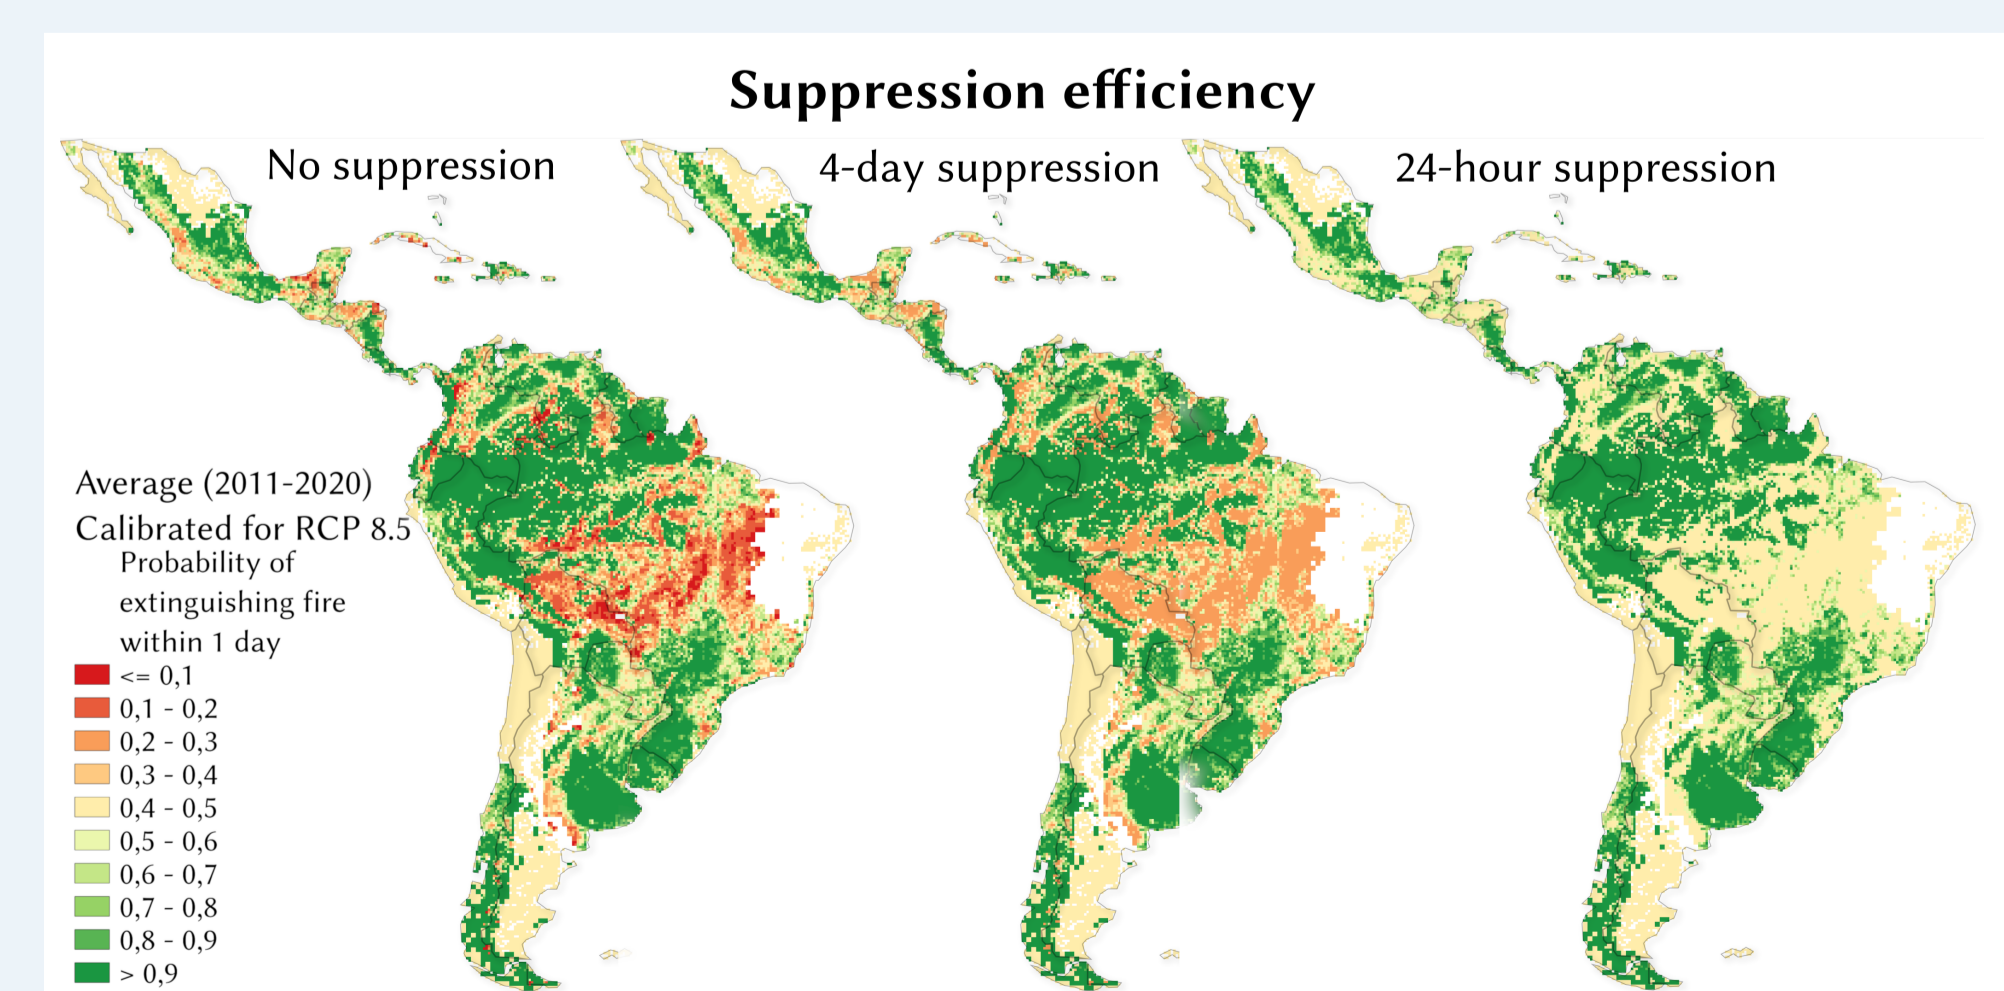 Suppression efficiency
No suppression
4-day suppression
24-hour suppression
Average (2011-2020)
Calibrated for RCP 8.5
Probability of
extinguishing fire
within 1 day
<= 0,1
0,1 - 0,2
0,2 - 0,3
0,3 - 0,4
0,4 - 0,5
0,5 - 0,6
0,6 - 0,7
0,7 - 0,8
0,8 - 0,9
> 0,9